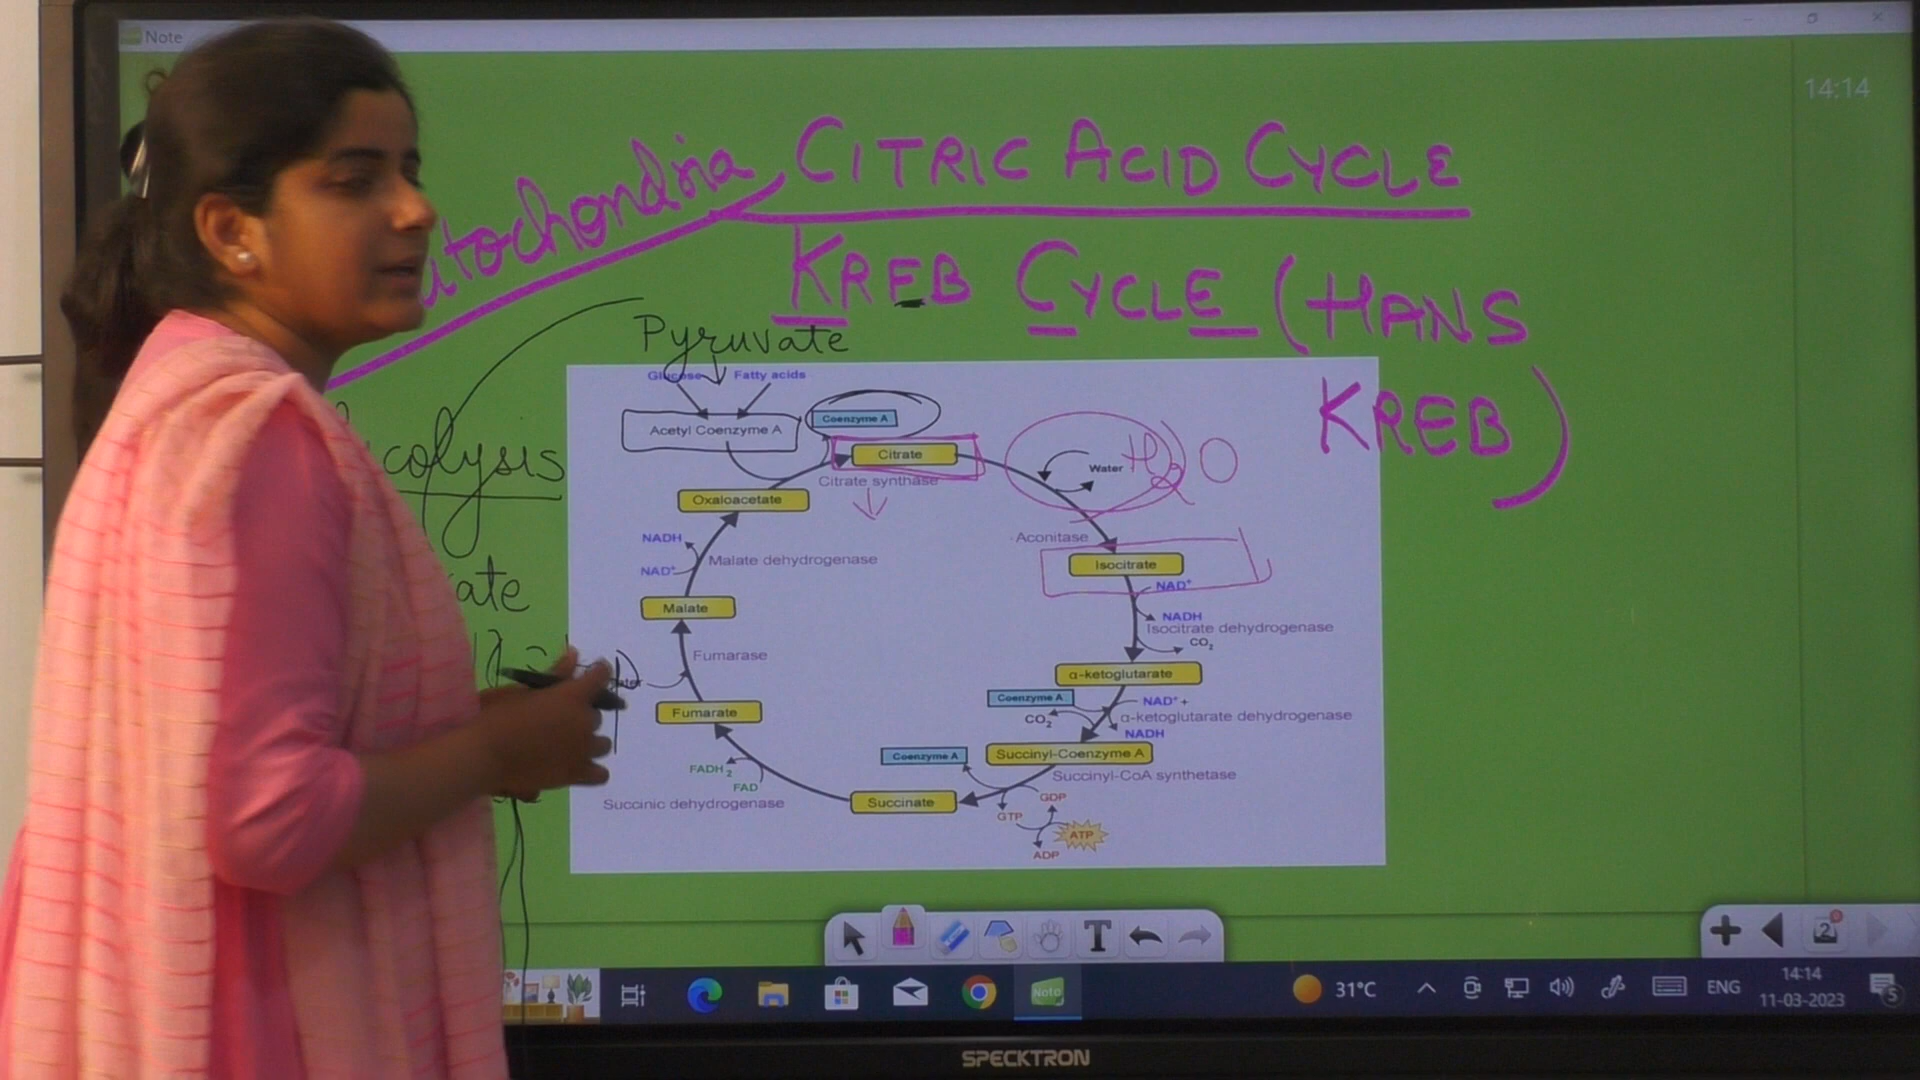 Note
14:14
CITRIC ACID CYCLE
KREB CYCLE (HANS
KREB)
Pyruvate
Glucose
Fatty acids
Acetyl Coenzyme A
Coenzyme A
Citrate
Citrate synthase
Water
H2O
Oxaloacetate
Aconitase
NADH
Malate dehydrogenase
NAD+
Isocitrate
NAD+
NADH
Isocitrate dehydrogenase
CO2
Malate
Fumarase
α-ketoglutarate
Coenzyme A
NAD+ +
CO2
α-ketoglutarate dehydrogenase
NADH
Fumarate
Coenzyme A
Succinyl-Coenzyme A
Succinyl-CoA synthetase
FADH2
FAD
Succinic dehydrogenase
Succinate
GDP
GTP
ATP
ADP
T
2
Note
31°C
ENG
14:14
11-03-2023
5
SPECKTRON